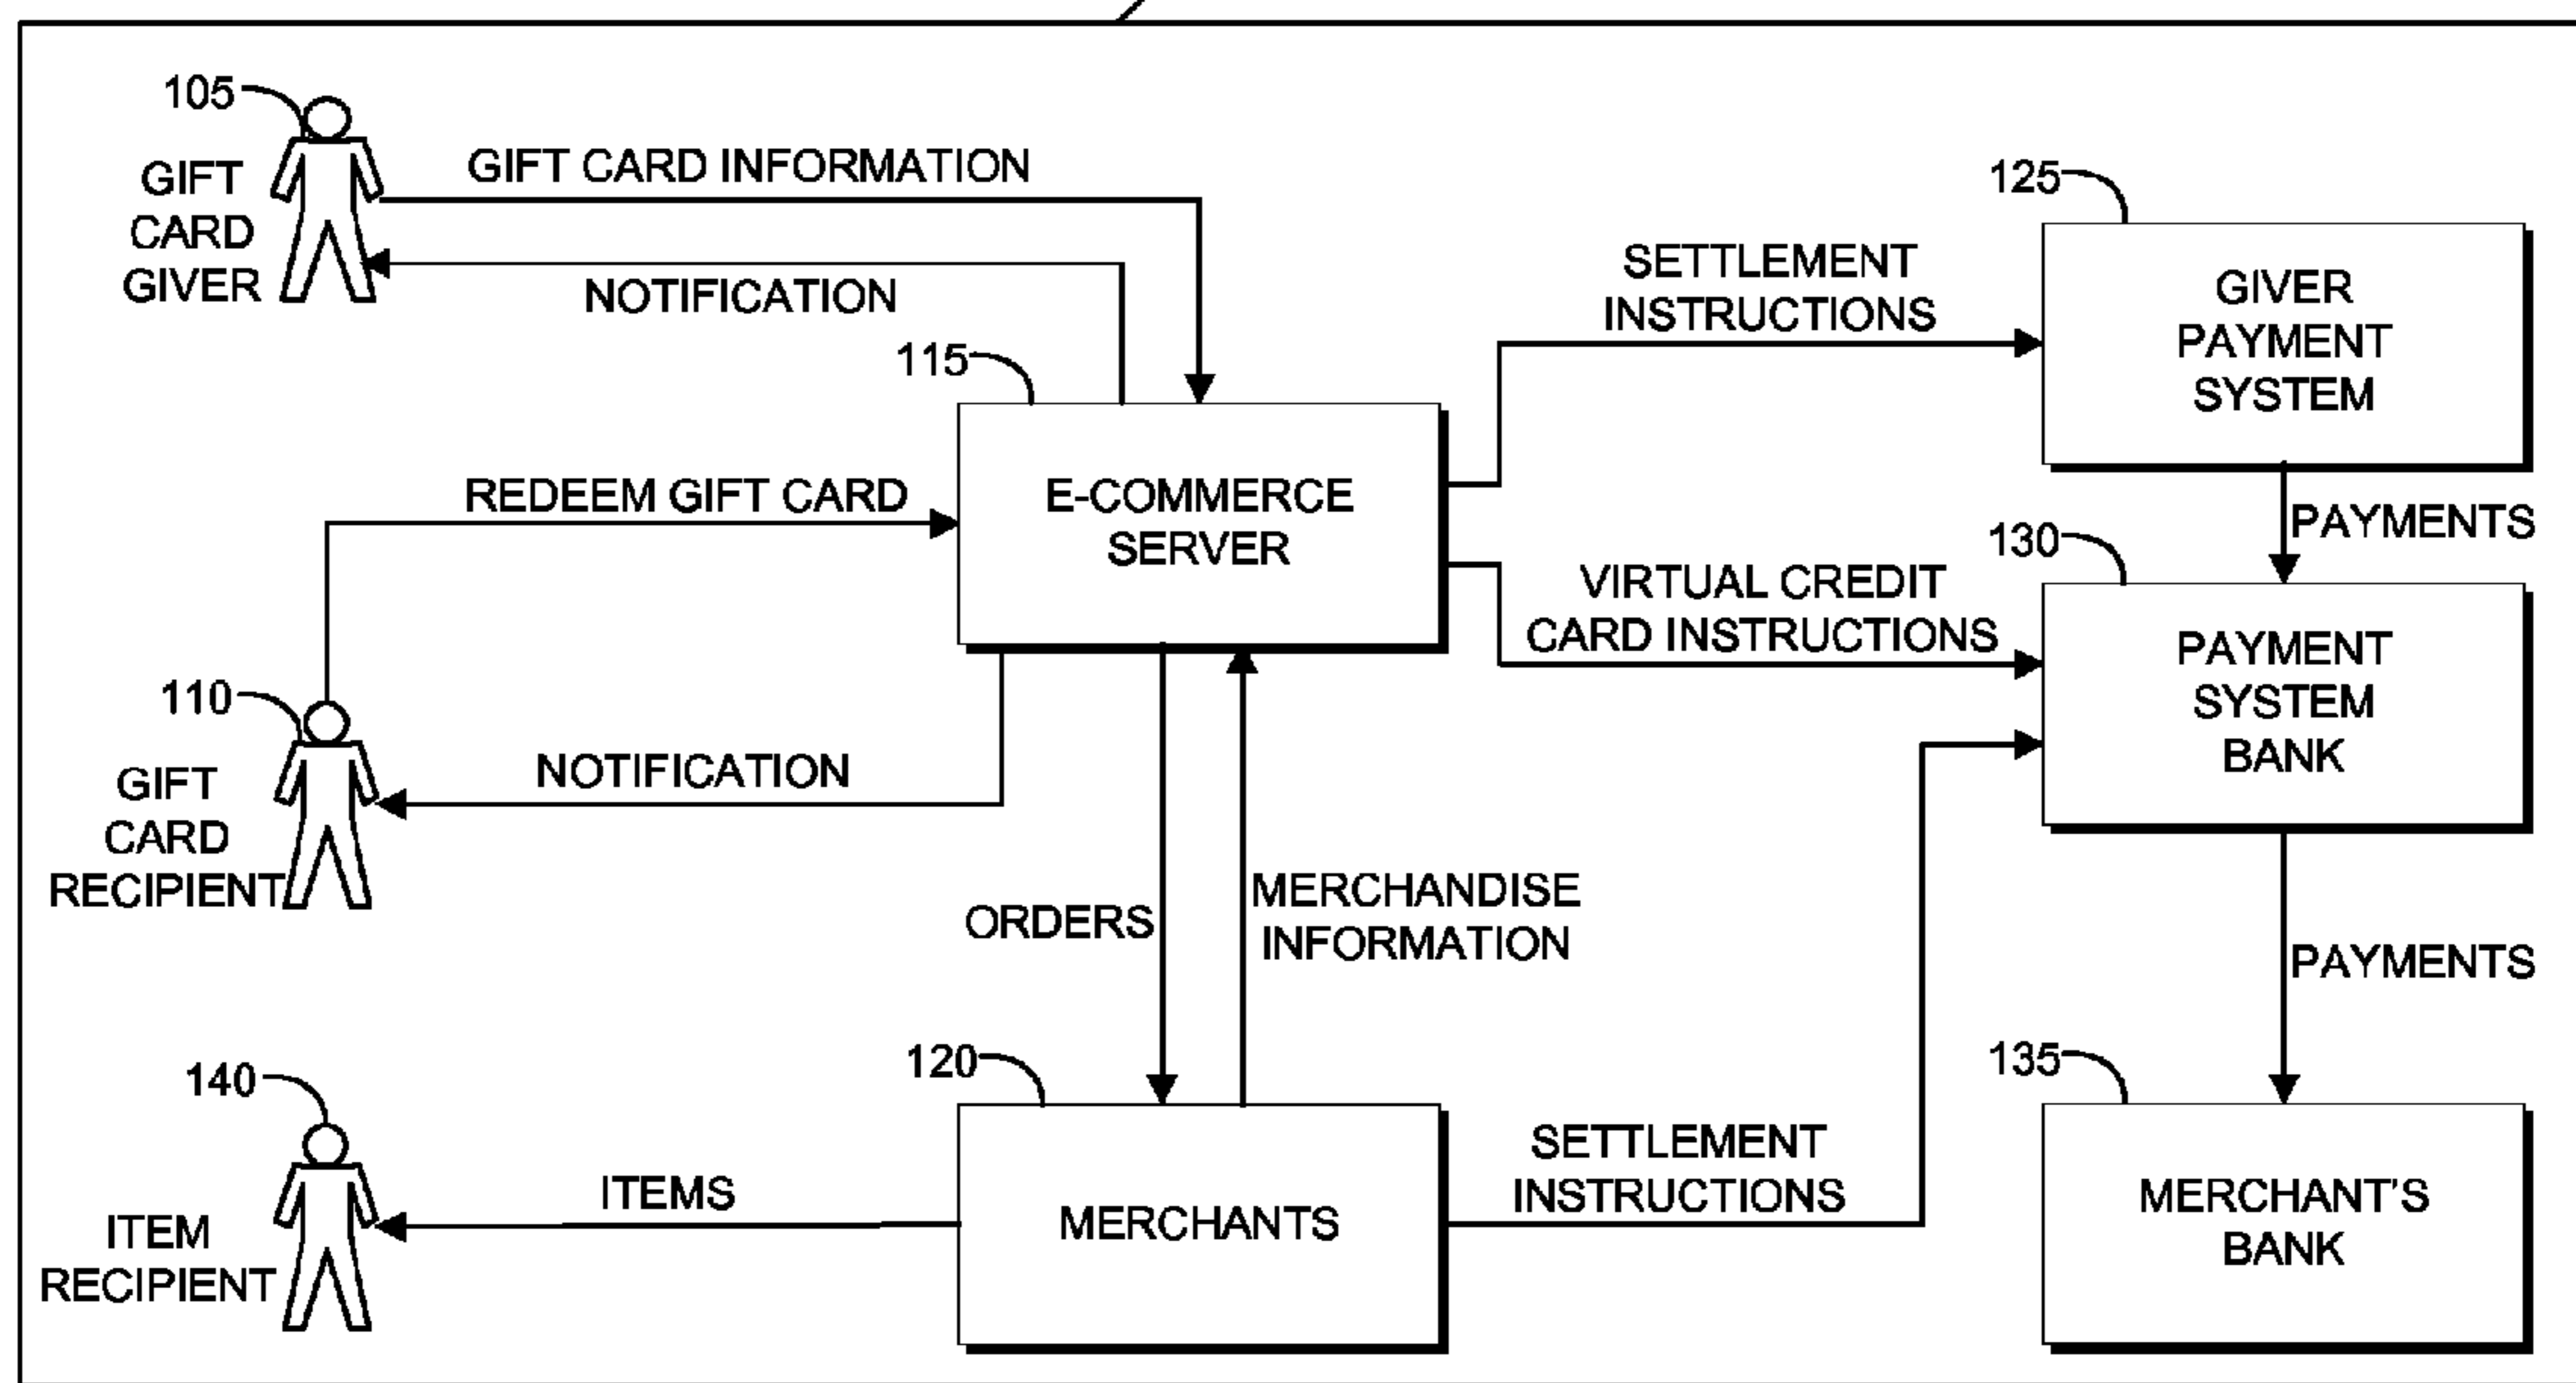 105
GIFT
CARD
GIVER
GIFT CARD INFORMATION
NOTIFICATION
115
E-COMMERCE
SERVER
SETTLEMENT
INSTRUCTIONS
125
GIVER
PAYMENT
SYSTEM
PAYMENTS
REDEEM GIFT CARD
VIRTUAL CREDIT
CARD INSTRUCTIONS
130
PAYMENT
SYSTEM
BANK
110
GIFT
CARD
RECIPIENT
NOTIFICATION
ORDERS
MERCHANDISE
INFORMATION
PAYMENTS
140
ITEM
RECIPIENT
ITEMS
120
MERCHANTS
SETTLEMENT
INSTRUCTIONS
135
MERCHANT'S
BANK